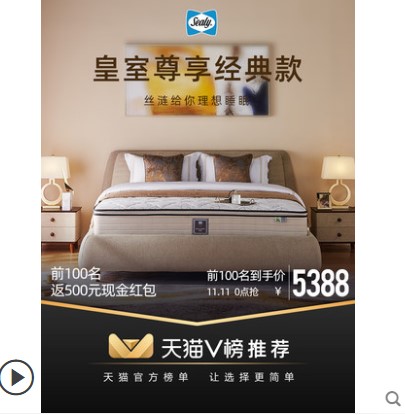 Sealy
皇室尊享经典款
丝涟给你理想睡眠
前100名
返500元现金红包
前100名到手价
11.11 0点抢 ¥ 5388
天猫V榜推荐
天猫官方榜单 让选择更简单